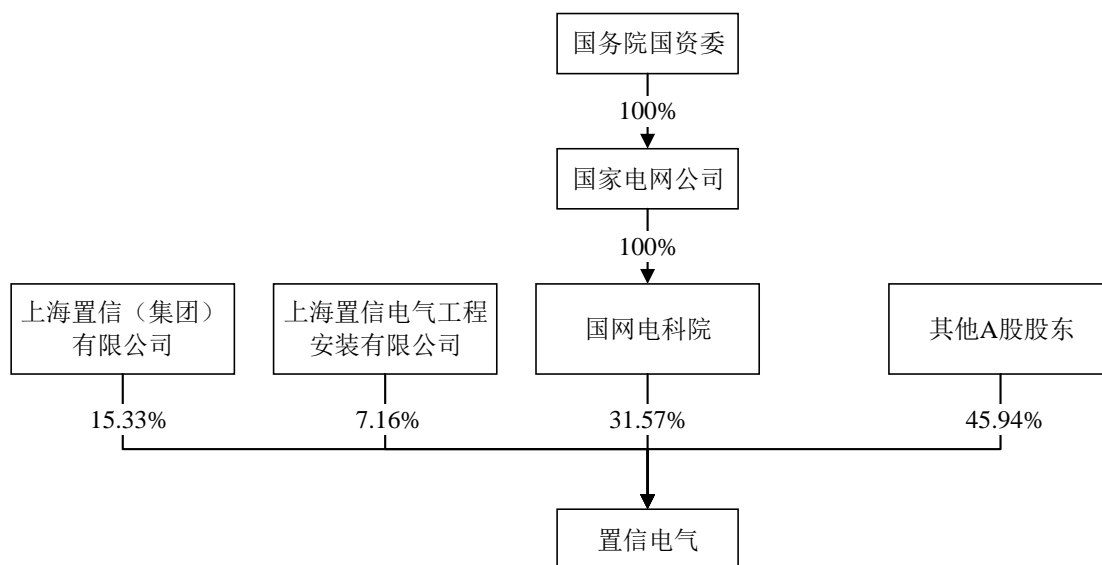 国务院国资委
100%
国家电网公司
100%
上海置信（集团）
有限公司
上海置信电气工程
安装有限公司
国网电科院
其他A股股东
15.33%
7.16%
31.57%
45.94%
置信电气